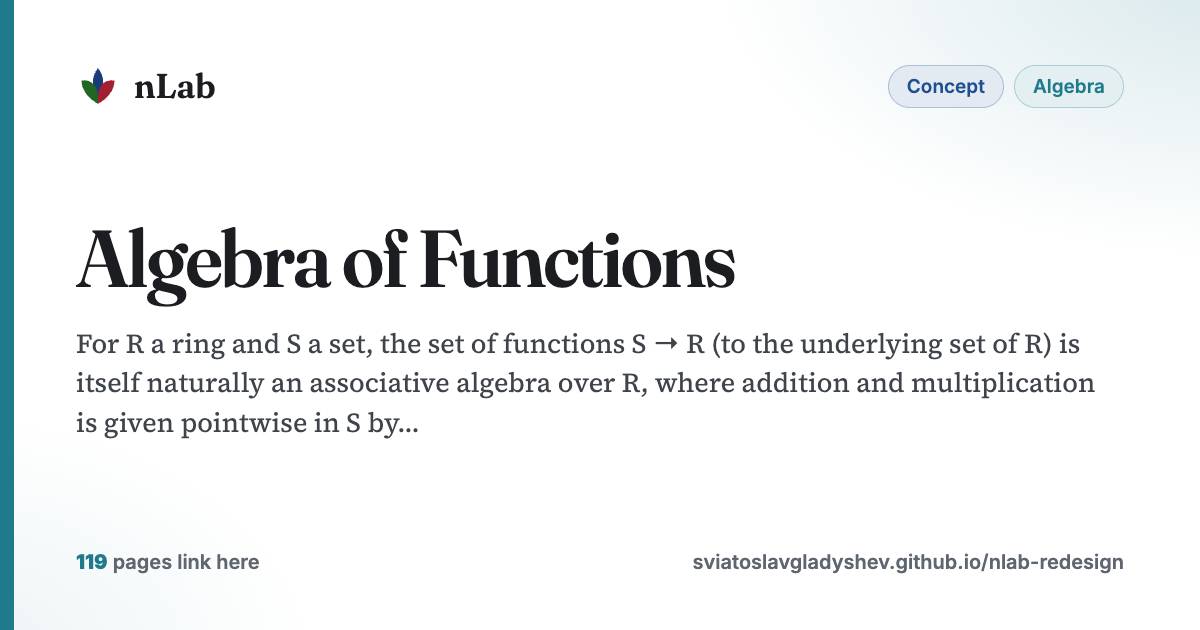 nLab
Concept
Algebra
Algebra of Functions
For R a ring and S a set, the set of functions S → R (to the underlying set of R) is
itself naturally an associative algebra over R, where addition and multiplication
is given pointwise in S by...
119 pages link here
sviatoslavgladyshev.github.io/nlab-redesign